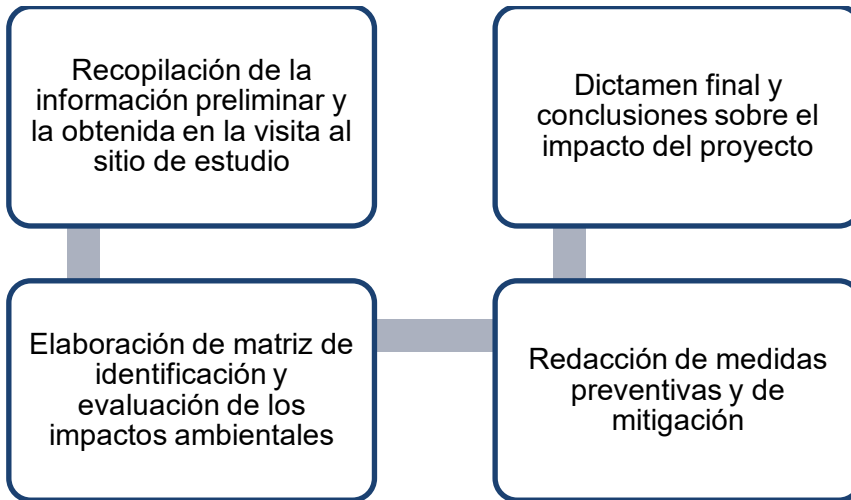 Recopilación de la
información preliminar y
la obtenida en la visita al
sitio de estudio
Elaboración de matriz de
identificación y
evaluación de los
impactos ambientales
Redacción de medidas
preventivas y de
mitigación
Dictamen final y
conclusiones sobre el
impacto del proyecto